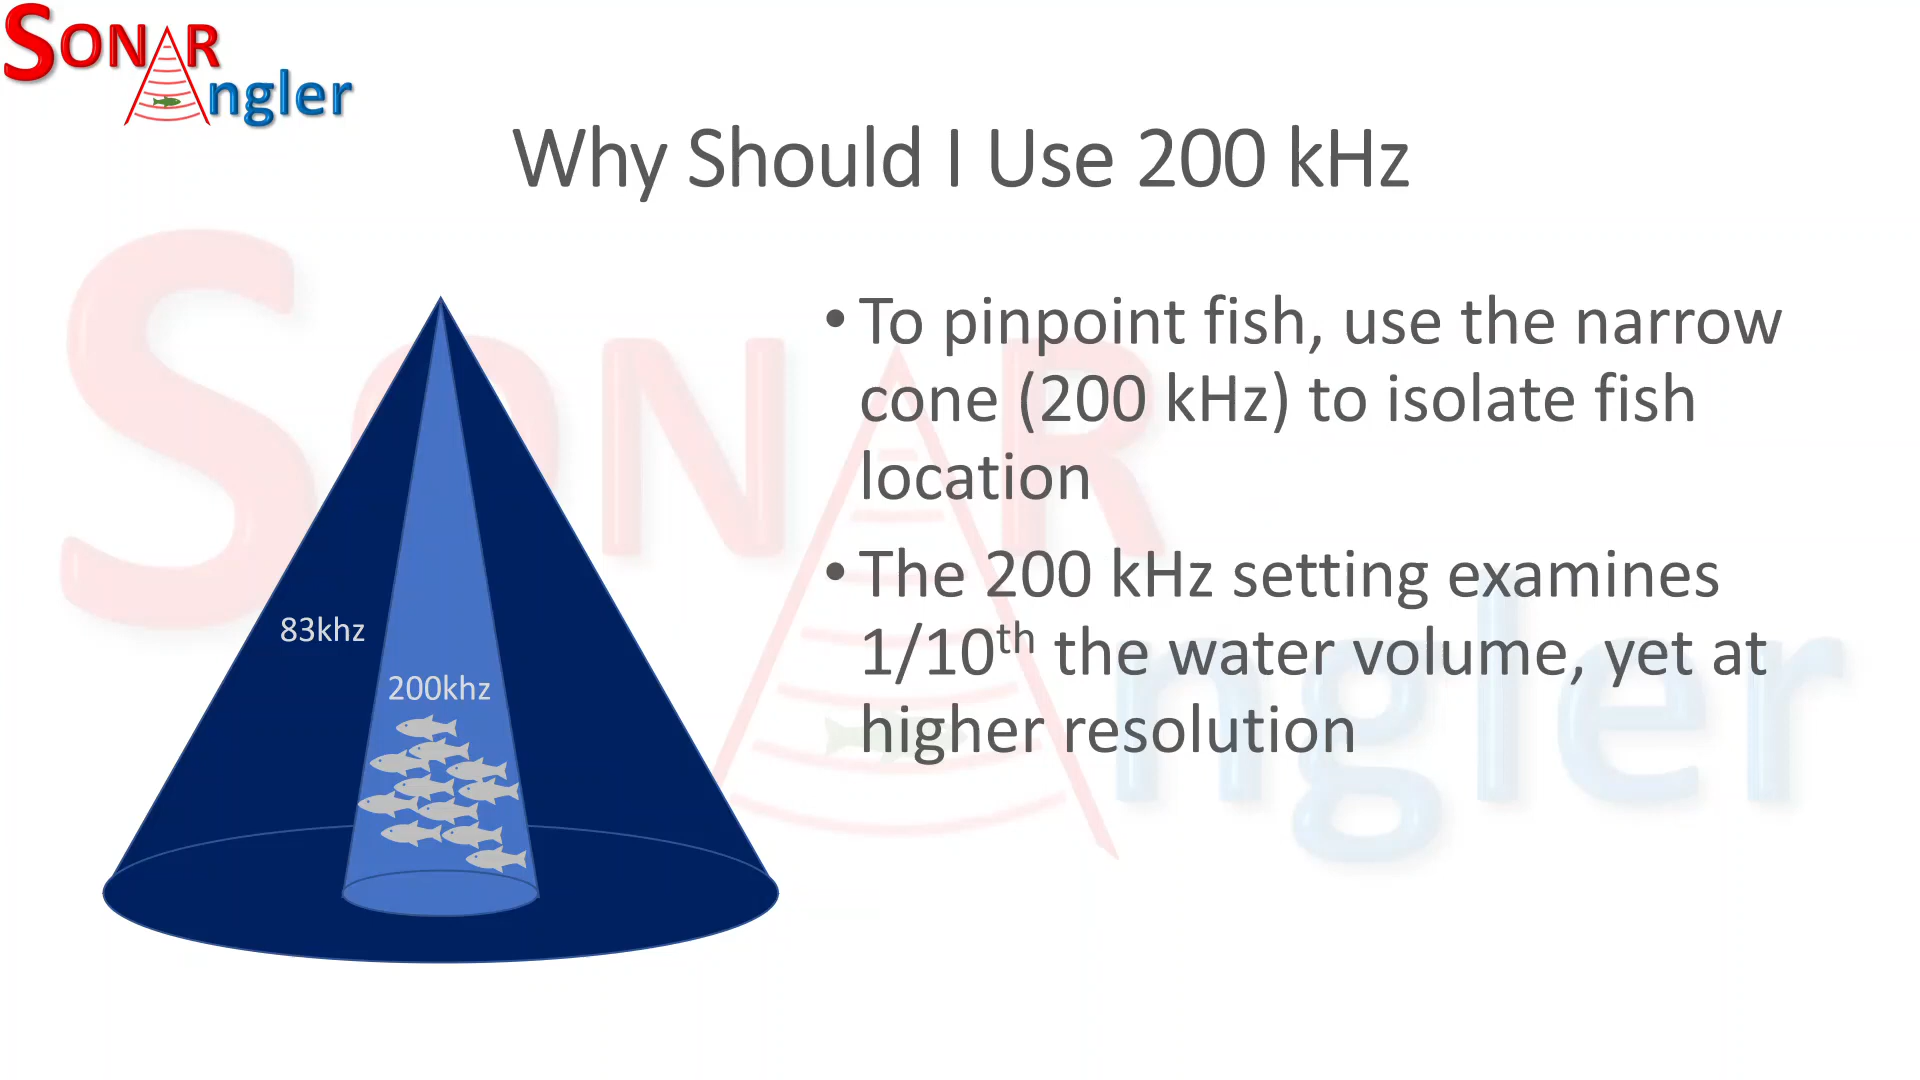 SONAR
Angler
Why Should I Use 200 kHz
• To pinpoint fish, use the narrow
cone (200 kHz) to isolate fish
location
• The 200 kHz setting examines
1/10th the water volume, yet at
higher resolution
83khz
200khz